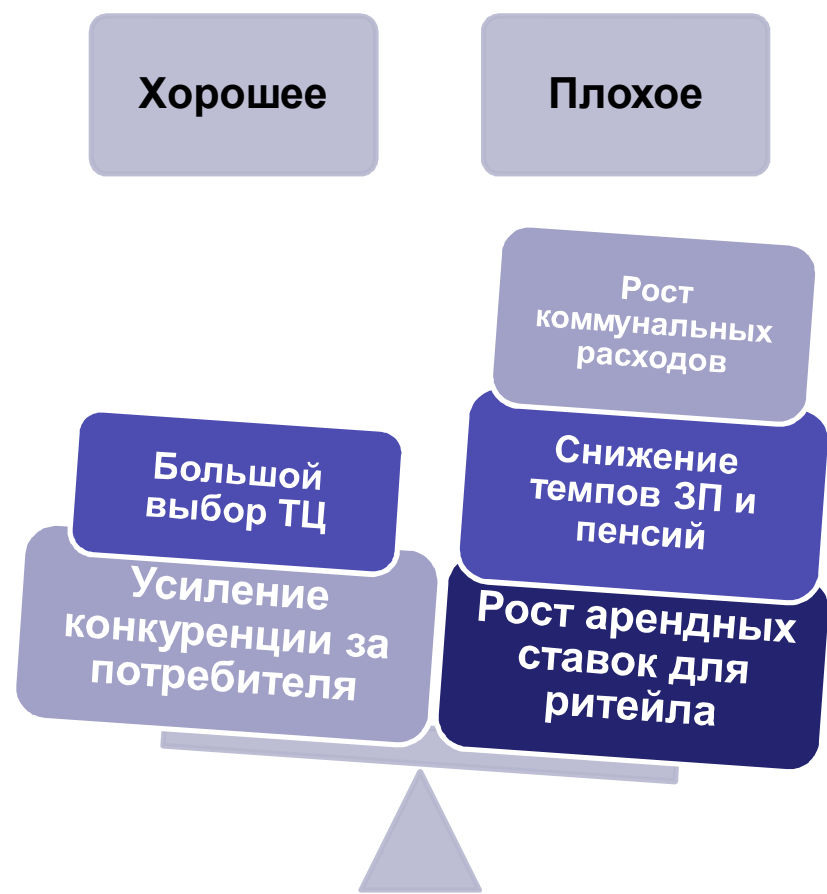 Хорошее
Плохое
Рост
коммунальных
расходов
Большой
выбор ТЦ
Снижение
темпов ЗП и
пенсий
Усиление
конкуренции за
потребителя
Рост арендных
ставок для
ритейла